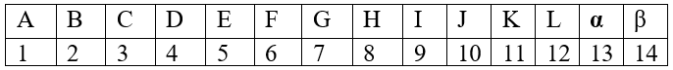 A B C D E F G H I J K L α β
1 2 3 4 5 6 7 8 9 10 11 12 13 14